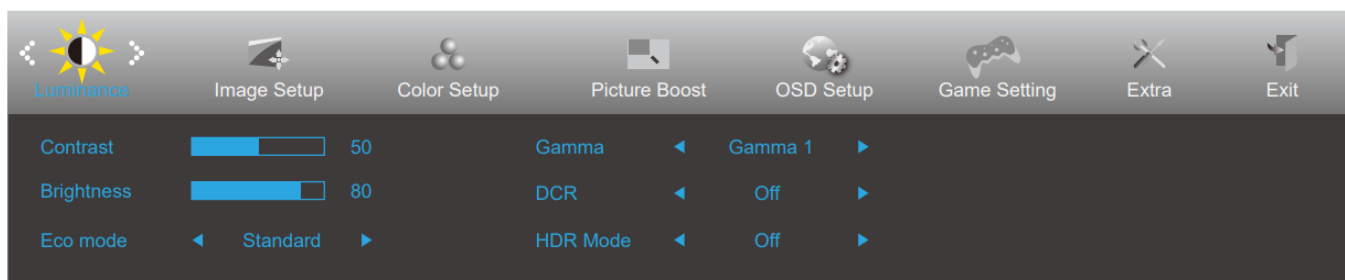 Luminance Image Setup Color Setup Picture Boost OSD Setup Game Setting Extra Exit
Contrast 50 Gamma Gamma 1
Brightness 80 DCR Off
Eco mode Standard HDR Mode Off